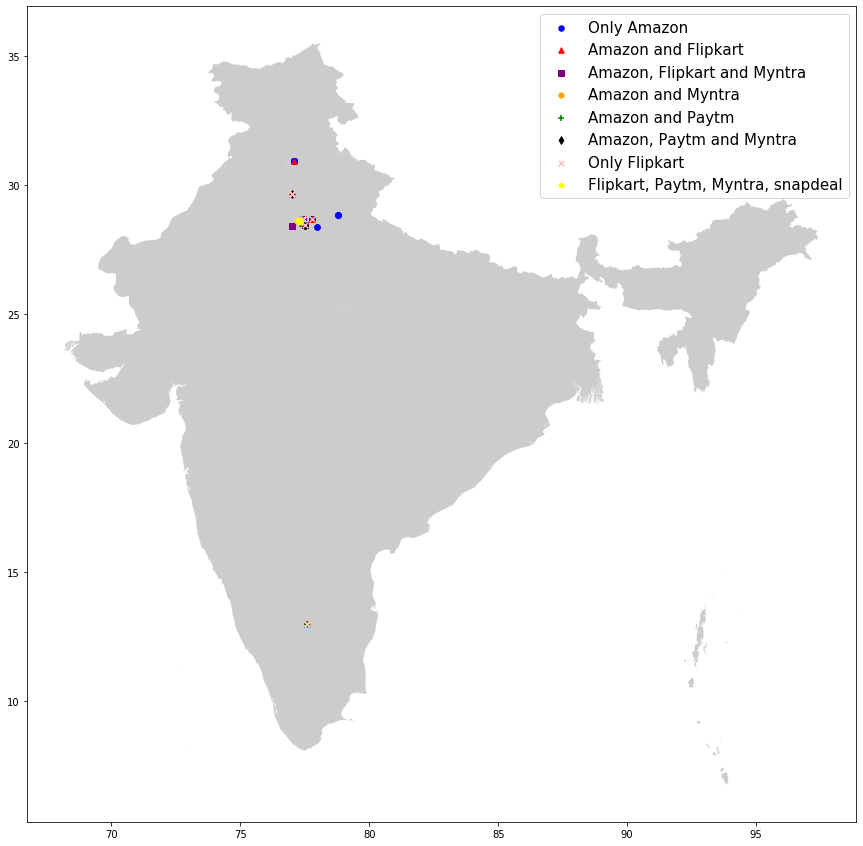 Only Amazon
Amazon and Flipkart
Amazon, Flipkart and Myntra
Amazon and Myntra
Amazon and Paytm
Amazon, Paytm and Myntra
Only Flipkart
Flipkart, Paytm, Myntra, snapdeal
35
30
25
20
15
10
70 75 80 85 90 95